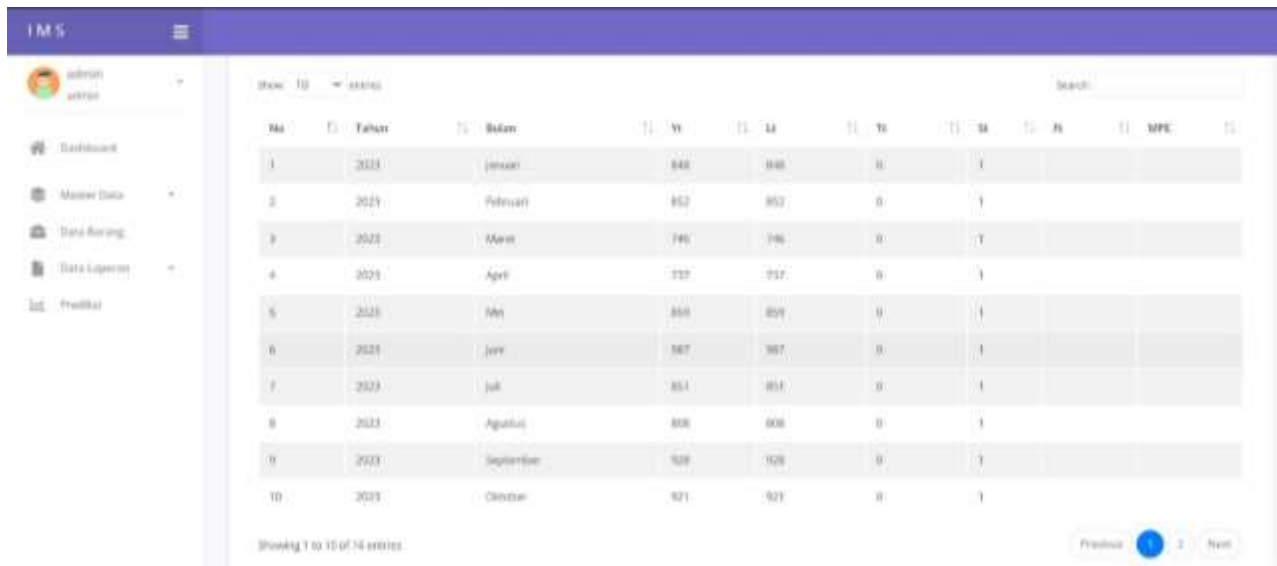 IMS
admin
admin
Dashboard
Master Data
Data Barang
Data Laporan
Prediksi
Show 10 entries
Search:
No Tahun Bulan Yt Lt Tt St Ft MPE
1 2023 Januari 848 848 0 1
2 2023 Februari 852 852 0 1
3 2023 Maret 746 746 0 1
4 2023 April 737 737 0 1
5 2023 Mei 859 859 0 1
6 2023 Juni 987 987 0 1
7 2023 Juli 851 851 0 1
8 2023 Agustus 808 808 0 1
9 2023 September 928 928 0 1
10 2023 Oktober 921 921 0 1
Showing 1 to 10 of entries
Previous 1 2 Next